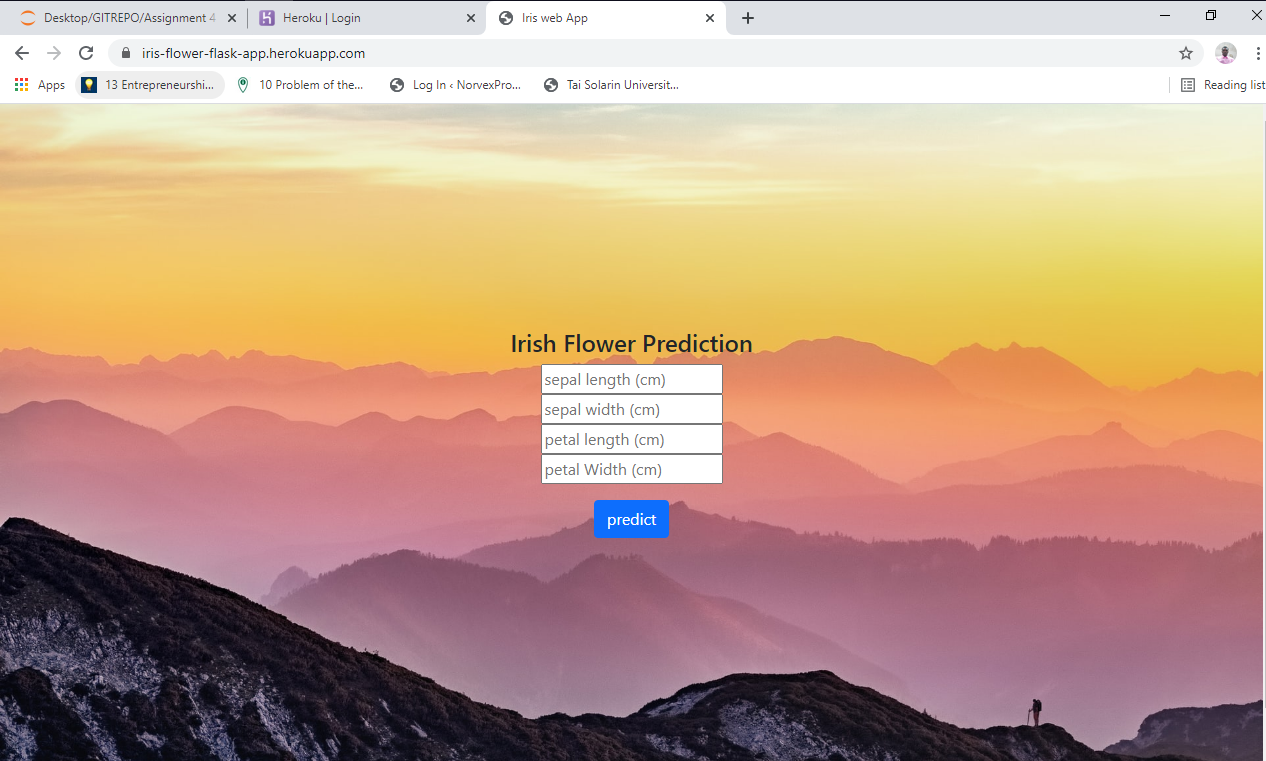 Desktop/GITREPO/Assignment 4
Heroku | Login
Iris web App
iris-flower-flask-app.herokuapp.com
Apps
13 Entrepreneurshi...
10 Problem of the...
Log In ‹ NorvexPro...
Tai Solarin Universit...
Reading list
Irish Flower Prediction
sepal length (cm)
sepal width (cm)
petal length (cm)
petal Width (cm)
predict